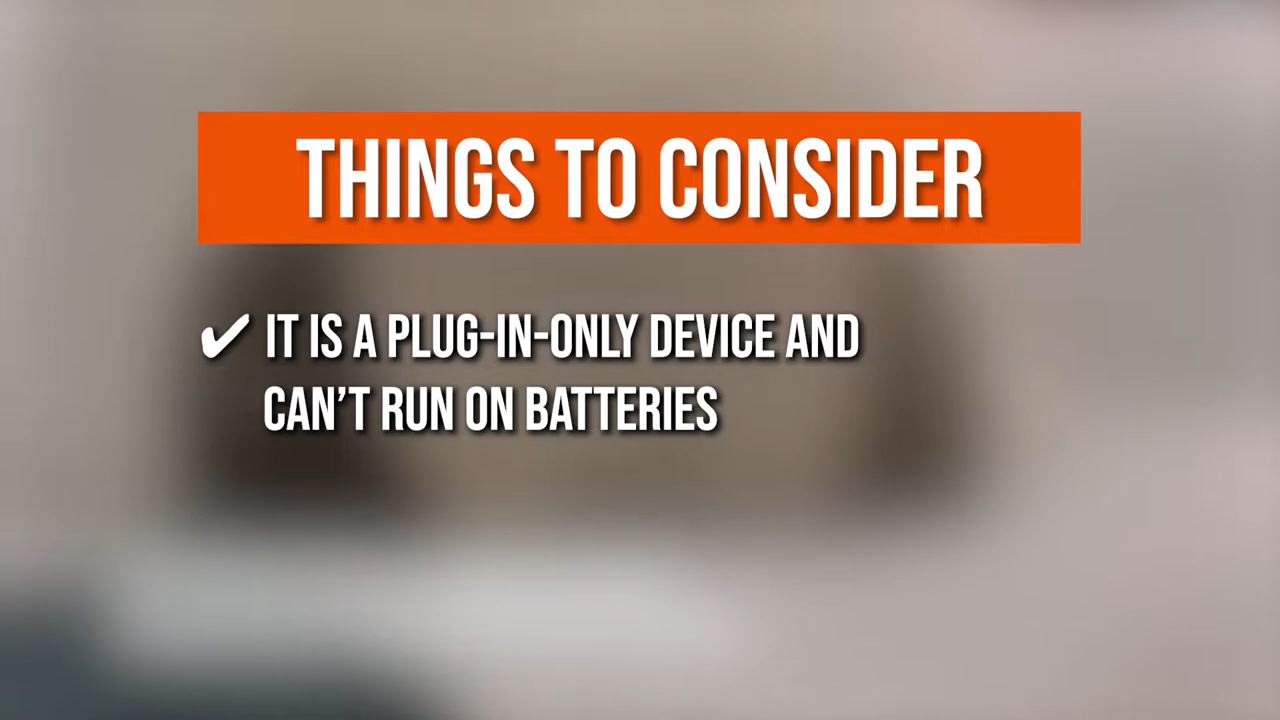 THINGS TO CONSIDER
✔ IT IS A PLUG-IN-ONLY DEVICE AND
CAN’T RUN ON BATTERIES